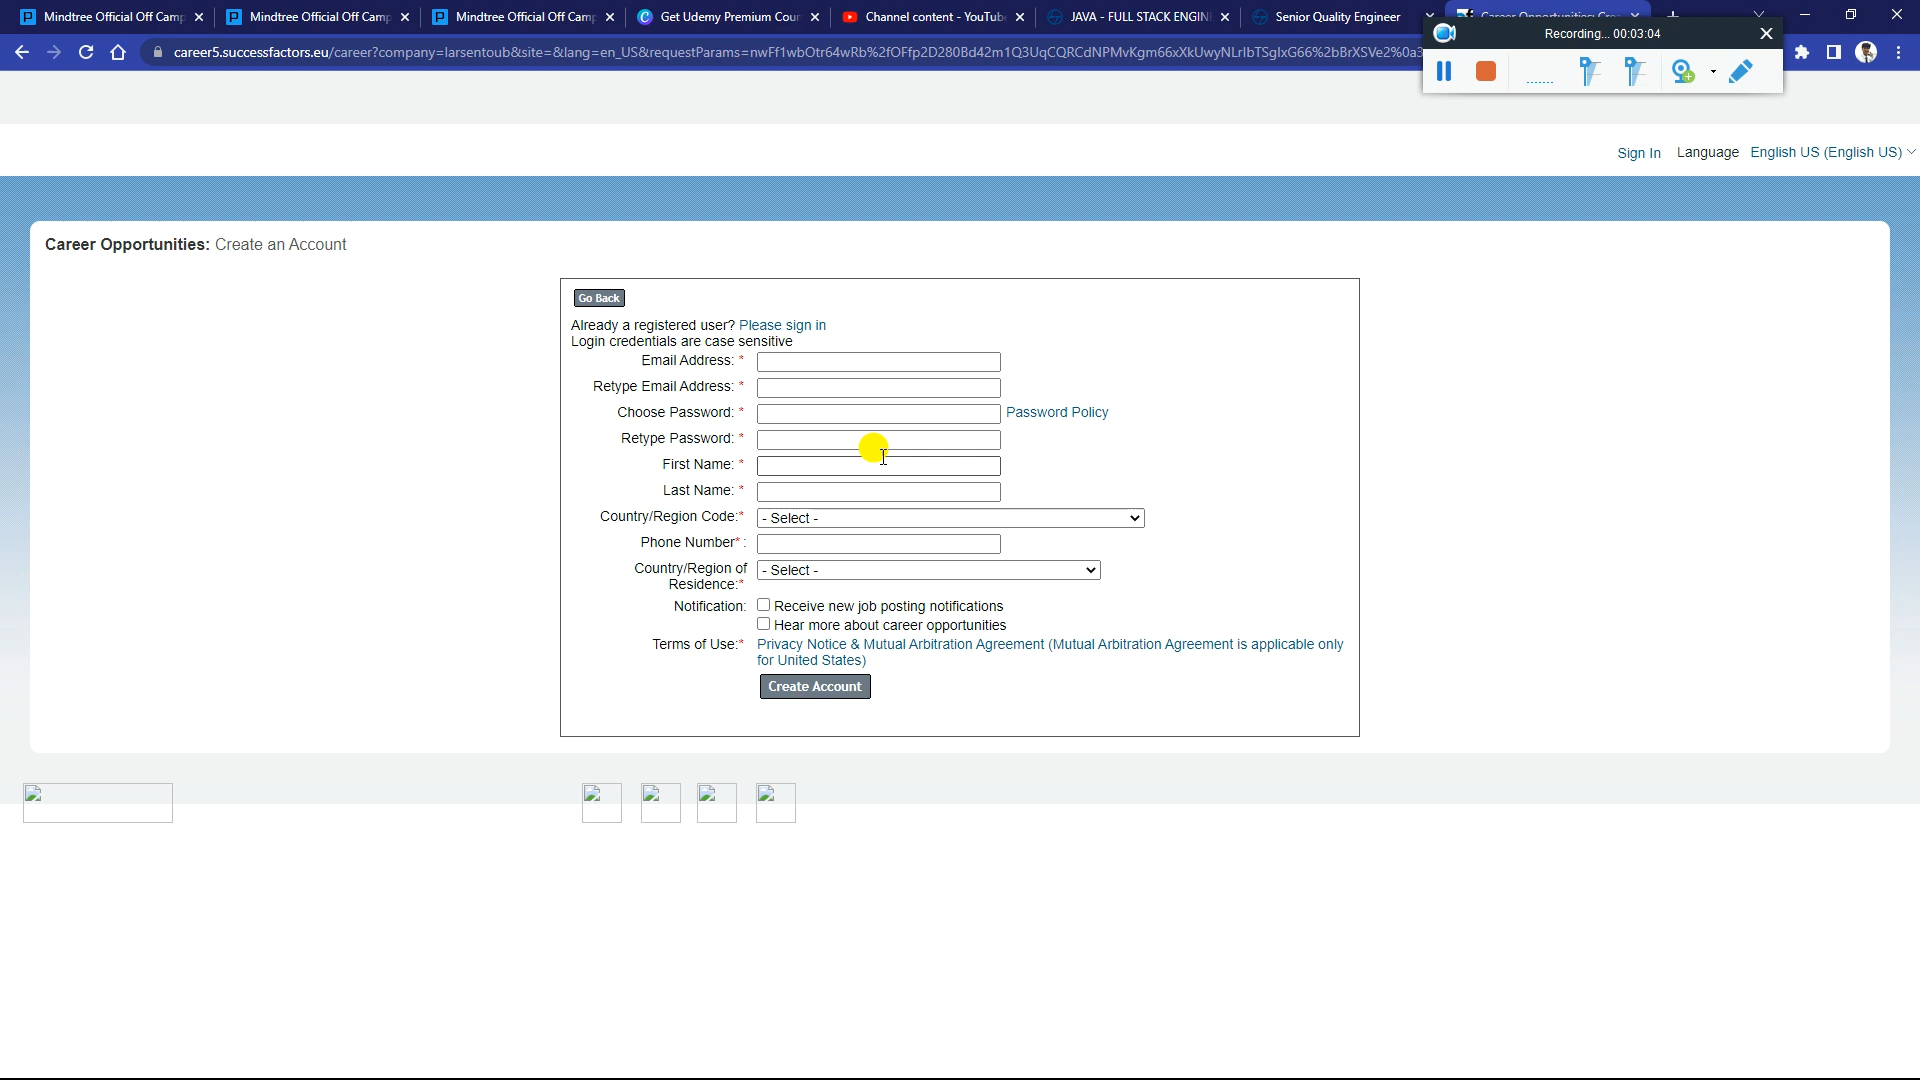 Mindtree Official Off Camp
Mindtree Official Off Camp
Mindtree Official Off Camp
Get Udemy Premium Cour
Channel content - YouTube
JAVA - FULL STACK ENGIN
Senior Quality Engineer
Career Opportunities: Cre
Recording... 00:03:04
career5.successfactors.eu/career?company=larsentoub&site=&lang=en_US&requestParams=nwFf1wbOtr64wRb%2fOFfp2D280Bd42m1Q3UqCQRCdNPMvKgm66xXkUwyNLrIbTSgIxG66%2bBrXSVe2%0a3
Sign In Language English US (English US)
Career Opportunities: Create an Account
Go Back
Already a registered user? Please sign in
Login credentials are case sensitive
Email Address: *
Retype Email Address: *
Choose Password: * Password Policy
Retype Password: *
First Name: *
Last Name: *
Country/Region Code:* - Select -
Phone Number* :
Country/Region of - Select -
Residence:*
Notification: Receive new job posting notifications
Hear more about career opportunities
Terms of Use:* Privacy Notice & Mutual Arbitration Agreement (Mutual Arbitration Agreement is applicable only
for United States)
Create Account